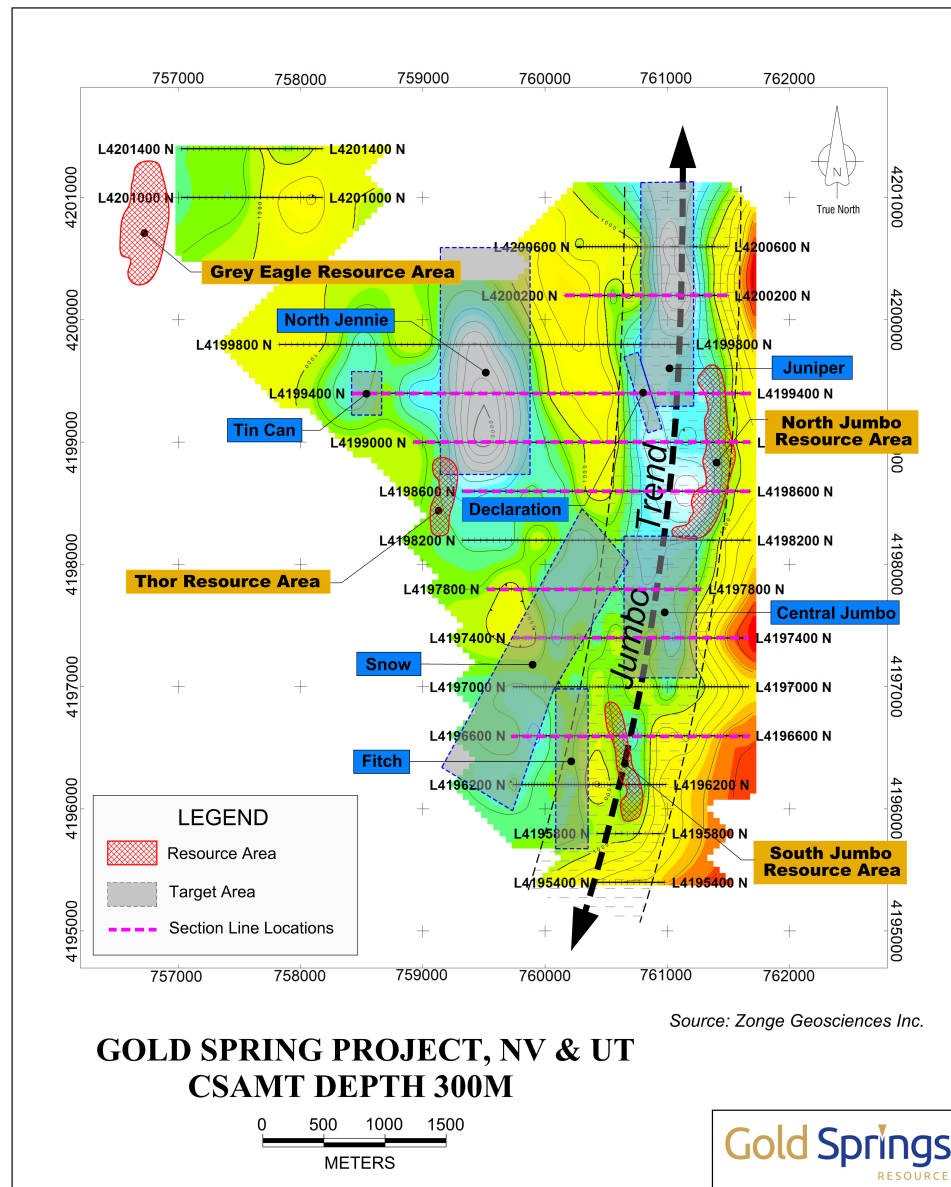 757000 758000 759000 760000 761000 762000
L4201400 N L4201400 N
L4201000 N L4201000 N
4201000 4201000
N
True North
L4200600 N L4200600 N
Grey Eagle Resource Area
L4200200 N L4200200 N
North Jennie
4200000 4200000
L4199800 N L4199800 N
Juniper
L4199400 N L4199400 N
Tin Can
North Jumbo
Resource Area
L4199000 N
4199000
L4198600 N L4198600 N
Declaration
Jumbo Trend
L4198200 N L4198200 N
4198000 4198000
Thor Resource Area
L4197800 N L4197800 N
Central Jumbo
L4197400 N L4197400 N
Snow
L4197000 N L4197000 N
4197000 4197000
L4196600 N L4196600 N
Fitch
L4196200 N L4196200 N
4196000 4196000
L4195800 N L4195800 N
South Jumbo
Resource Area
L4195400 N L4195400 N
4195000 4195000
LEGEND
Resource Area
Target Area
Section Line Locations
757000 758000 759000 760000 761000 762000
Source: Zonge Geosciences Inc.
GOLD SPRING PROJECT, NV & UT
CSAMT DEPTH 300M
0 500 1000 1500
METERS
Gold Springs
RESOURCE